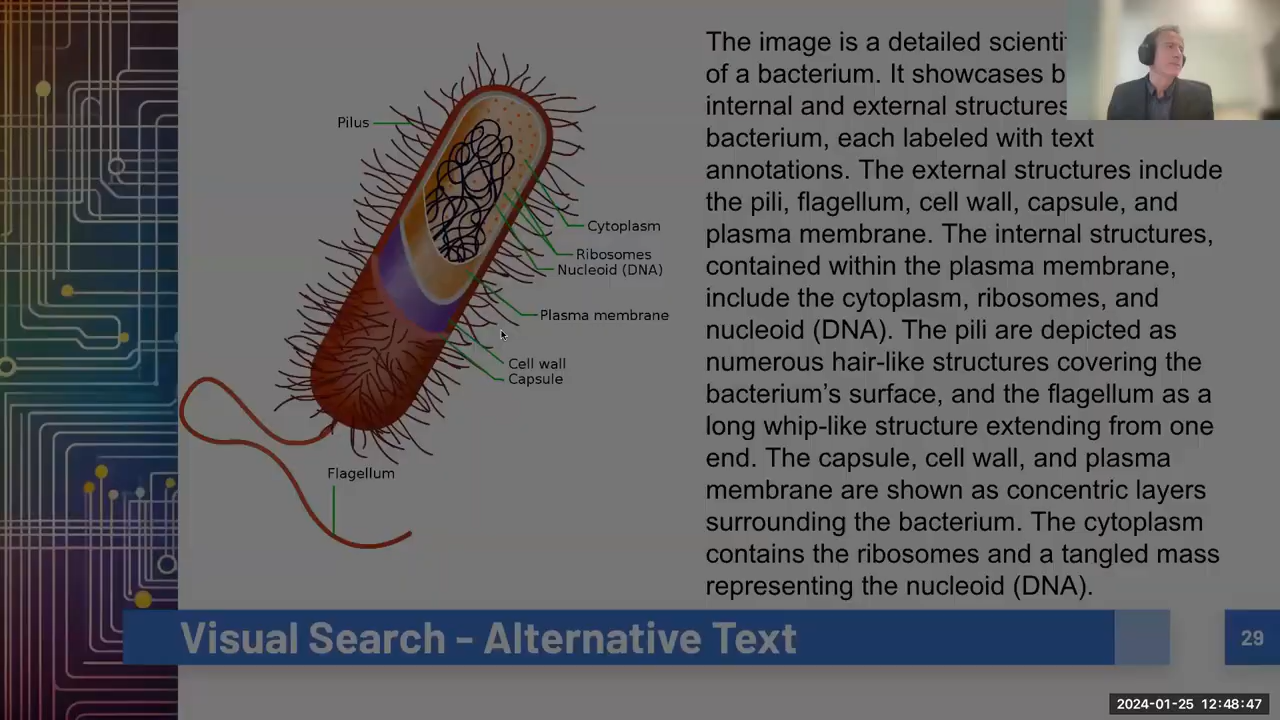 Pilus
Cytoplasm
Ribosomes
Nucleoid (DNA)
Plasma membrane
Cell wall
Capsule
Flagellum
The image is a detailed
of a bacterium. It showcases
internal and external structures
bacterium, each labeled with text
annotations. The external structures include
the pili, flagellum, cell wall, capsule, and
plasma membrane. The internal structures,
contained within the plasma membrane,
include the cytoplasm, ribosomes, and
nucleoid (DNA). The pili are depicted as
numerous hair-like structures covering the
bacterium’s surface, and the flagellum as a
long whip-like structure extending from one
end. The capsule, cell wall, and plasma
membrane are shown as concentric layers
surrounding the bacterium. The cytoplasm
contains the ribosomes and a tangled mass
representing the nucleoid (DNA).
Visual Search - Alternative Text
29
2024-01-25 12:48:47